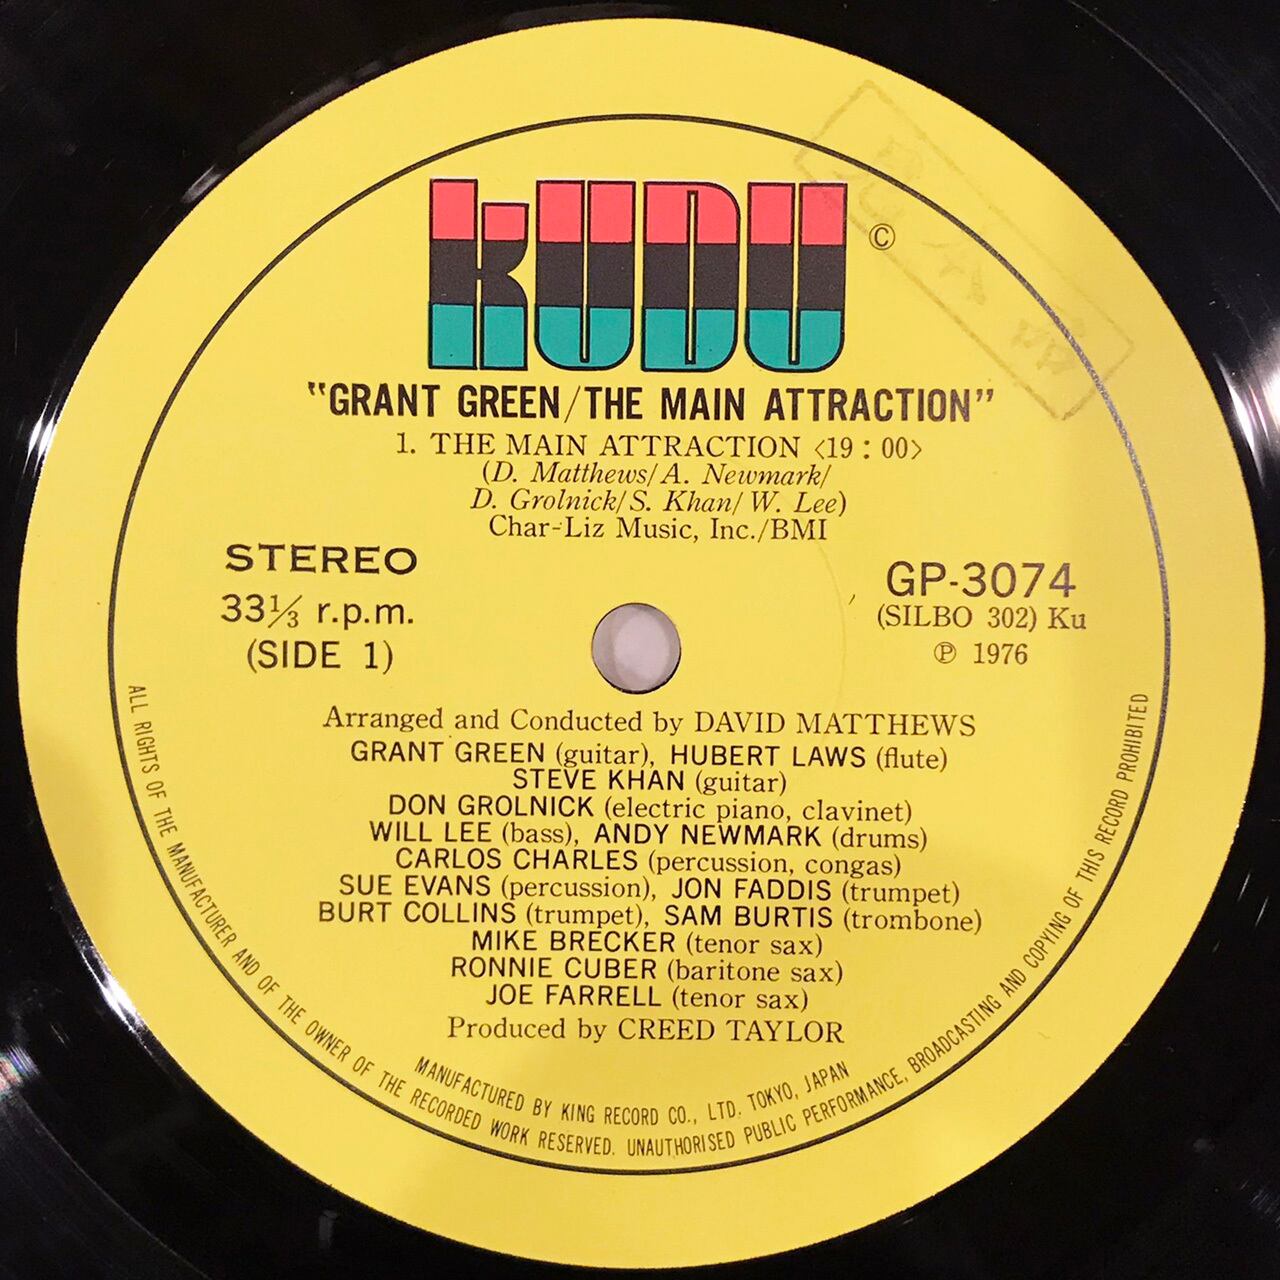 KUDU
©
"GRANT GREEN/THE MAIN ATTRACTION"
1. THE MAIN ATTRACTION <19:00>
(D. Matthews/A. Newmark/
D. Grolnick/S. Khan/W. Lee)
Char-Liz Music, Inc./BMI
STEREO
33⅓ r.p.m.
(SIDE 1)
GP-3074
(SILBO 302) Ku
℗ 1976
Arranged and Conducted by DAVID MATTHEWS
GRANT GREEN (guitar), HUBERT LAWS (flute)
STEVE KHAN (guitar)
DON GROLNICK (electric piano, clavinet)
WILL LEE (bass), ANDY NEWMARK (drums)
CARLOS CHARLES (percussion, congas)
SUE EVANS (percussion), JON FADDIS (trumpet)
BURT COLLINS (trumpet), SAM BURTIS (trombone)
MIKE BRECKER (tenor sax)
RONNIE CUBER (baritone sax)
JOE FARRELL (tenor sax)
Produced by CREED TAYLOR
MANUFACTURED BY KING RECORD CO., LTD. TOKYO, JAPAN
ALL RIGHTS OF THE MANUFACTURER AND OF THE OWNER OF THE RECORDED WORK RESERVED. UNAUTHORISED PUBLIC PERFORMANCE, BROADCASTING AND COPYING OF THIS RECORD PROHIBITED